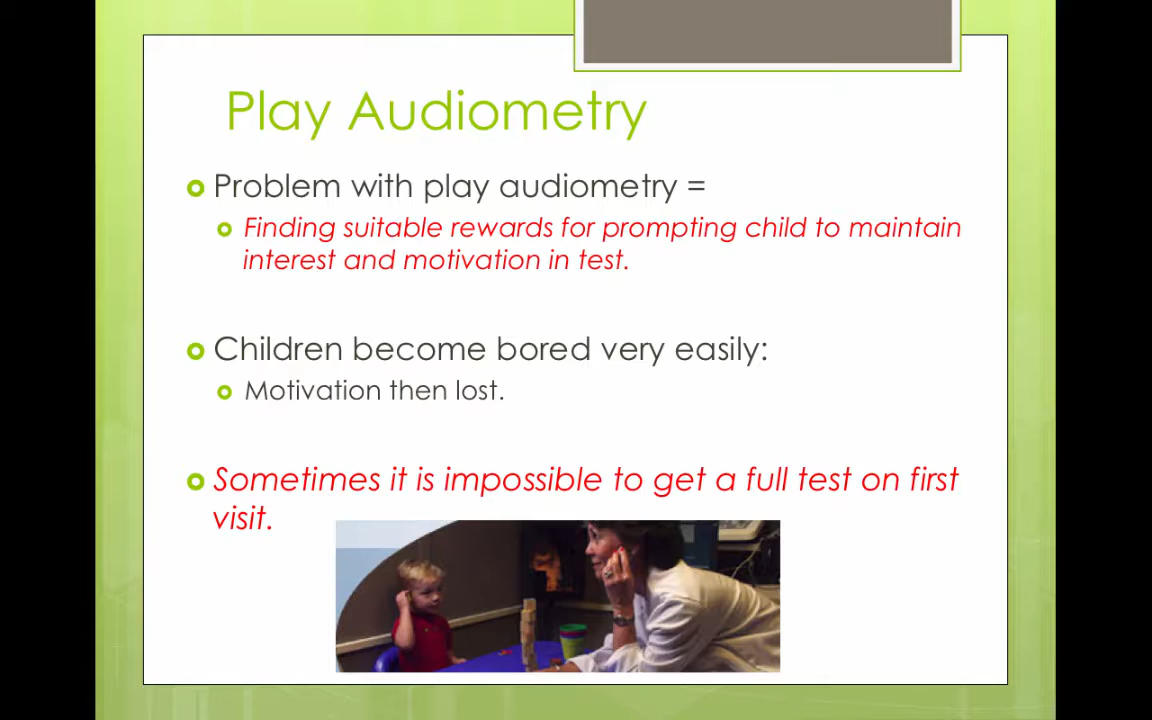 Play Audiometry
Problem with play audiometry =
Finding suitable rewards for prompting child to maintain
interest and motivation in test.
Children become bored very easily:
Motivation then lost.
Sometimes it is impossible to get a full test on first
visit.